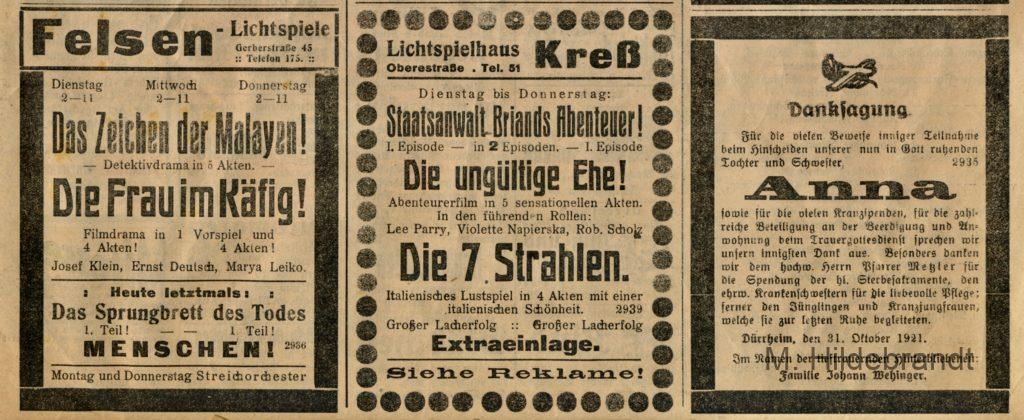 Felsen - Lichtspiele!
Gerberstraße 45
:: Telefon 175. ::
Dienstag Mittwoch Donnerstag
2—11 2—11 2—11
Das Zeichen der Malayen!
— Detektivdrama in 5 Akten. —
Die Frau im Käfig!
Filmdrama in 1 Vorspiel und
4 Akten! 4 Akten!
Josef Klein, Ernst Deutsch, Marya Leiko.
: Heute letztmals: :
Das Sprungbrett des Todes
1. Teil! — — 1 Teil!
MENSCHEN! 2936
Montag und Donnerstag Streichorchester
Lichtspielhaus Kreß
Oberestraße . Tel. 51
Dienstag bis Donnerstag:
Staatsanwalt Briands Abenteuer!
I. Episode — in 2 Episoden. — I. Episode
Die ungültige Ehe!
Abenteurerfilm in 5 sensationellen Akten.
In den führenden Rollen:
Lee Parry, Violette Napierska, Rob. Scholz
Die 7 Strahlen.
Italienisches Lustspiel in 4 Akten mit einer
italienischen Schönheit. 2939
Großer Lacherfolg :: Großer Lacherfolg
Extraeinlage.
Siehe Reklame!
Danksagung
Für die vielen Beweise inniger Teilnahme
beim Hinscheiden unserer nun in Gott ruhenden
Tochter und Schwester, 2935
Anna
sowie für die vielen Kranzspenden, für die zahl-
reiche Beteiligung an der Beerdigung und An-
wohnung beim Trauergottesdienst sprechen wir
unsern innigsten Dank aus. Besonders danken
wir dem hochw. Herrn Pfarrer Metzler für
die Spendung der hl. Sterbesakramente, den
ehrw. Krankenschwestern für die liebevolle Pflege;
ferner den Jünglingen und Kranzjungfrauen,
welche sie zur letzten Ruhe begleiteten.
Dürrheim, den 31. Oktober 1921.
Im Namen der tieftrauernden Hinterbliebenen:
Familie Johann Wehinger.
M. Hildebrandt